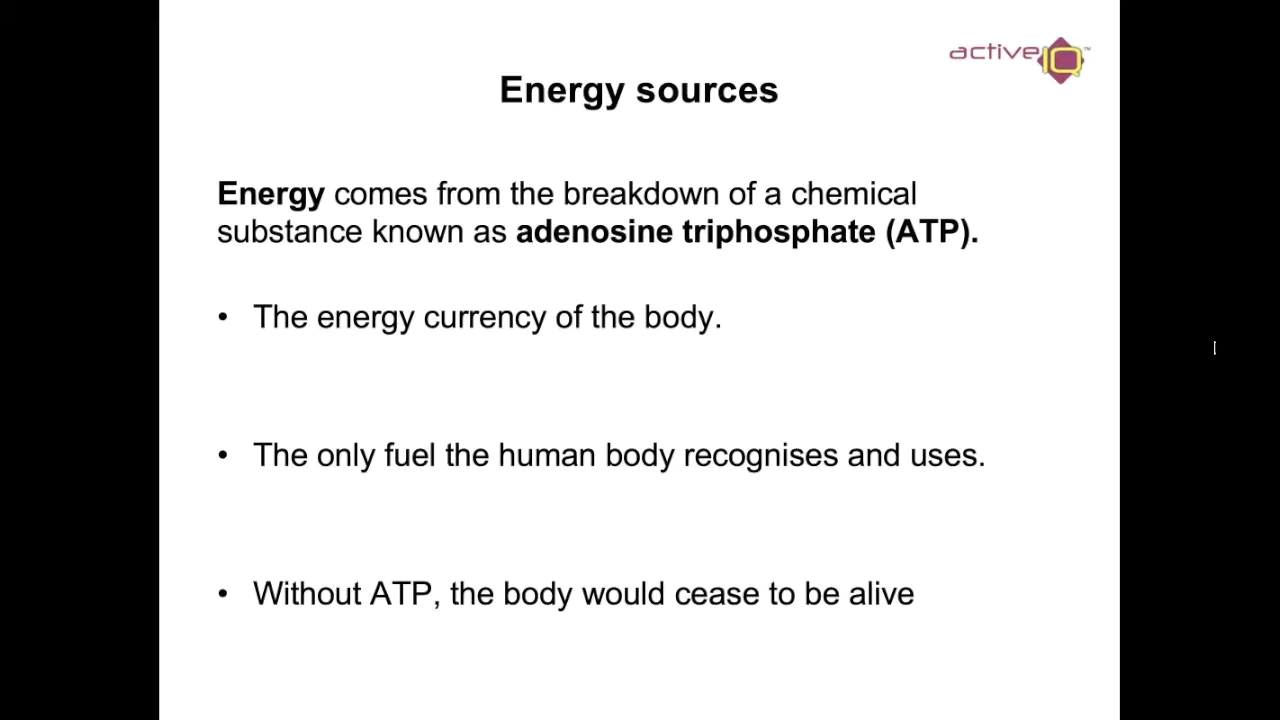 active IQ™
Energy sources
Energy comes from the breakdown of a chemical
substance known as adenosine triphosphate (ATP).
• The energy currency of the body.
• The only fuel the human body recognises and uses.
• Without ATP, the body would cease to be alive